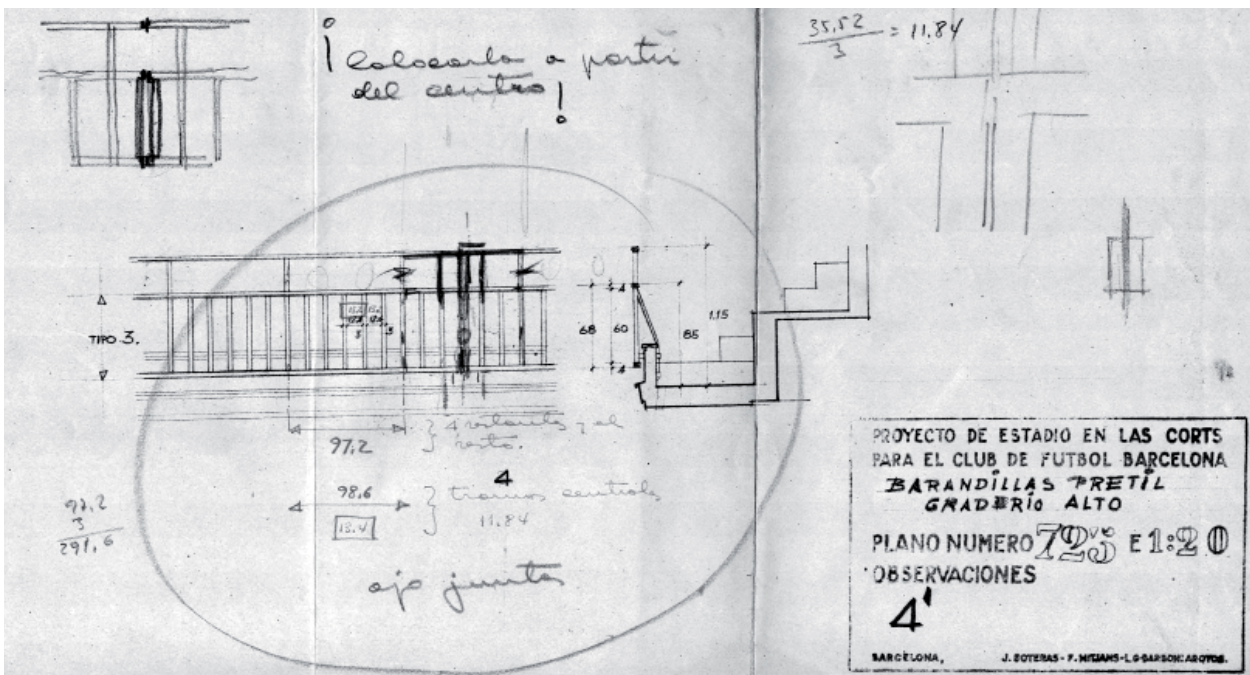 ¡ Colocarlo a partir
del centro !
35,52
3
= 11.84
TIPO 3.
68
60
85
1.15
97,2
} 4 y el
resto.
4
98,6
} tramos centrales
13.4
11.84
97,2
3
291,6
ojo juntas
PROYECTO DE ESTADIO EN LAS CORTS
PARA EL CLUB DE FUTBOL BARCELONA
BARANDILLAS PRETIL
GRADERIO ALTO
PLANO NUMERO 725 E 1:20
OBSERVACIONES
4'
BARCELONA, J. SOTERAS - F. MITJANS - L. G-BARBON: ARQTOS.